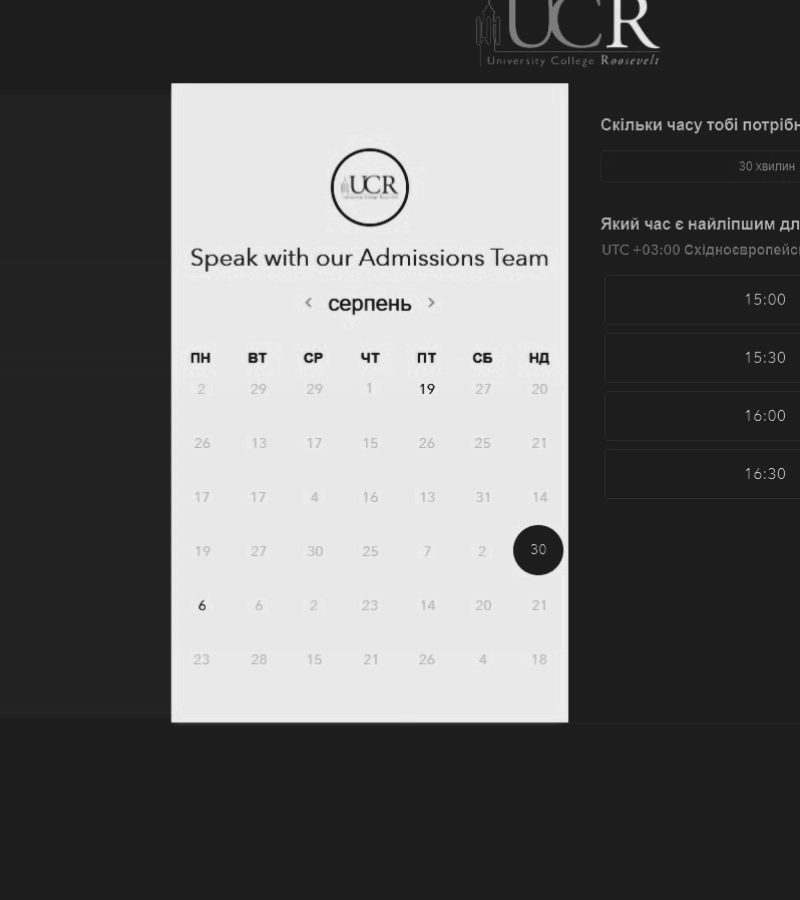 UCR
University College Roosevelt
UCR
Speak with our Admissions Team
серпень
ПН ВТ СР ЧТ ПТ СБ НД
2 29 29 1 19 27 20
26 13 17 15 26 25 21
17 17 4 16 13 31 14
19 27 30 25 7 2 30
6 6 2 23 14 20 21
23 28 15 21 26 4 18
Скільки часу тобі потрібн
30 хвилин
Який час є найліпшим дл
UTC +03:00 Східноєвропейс
15:00
15:30
16:00
16:30